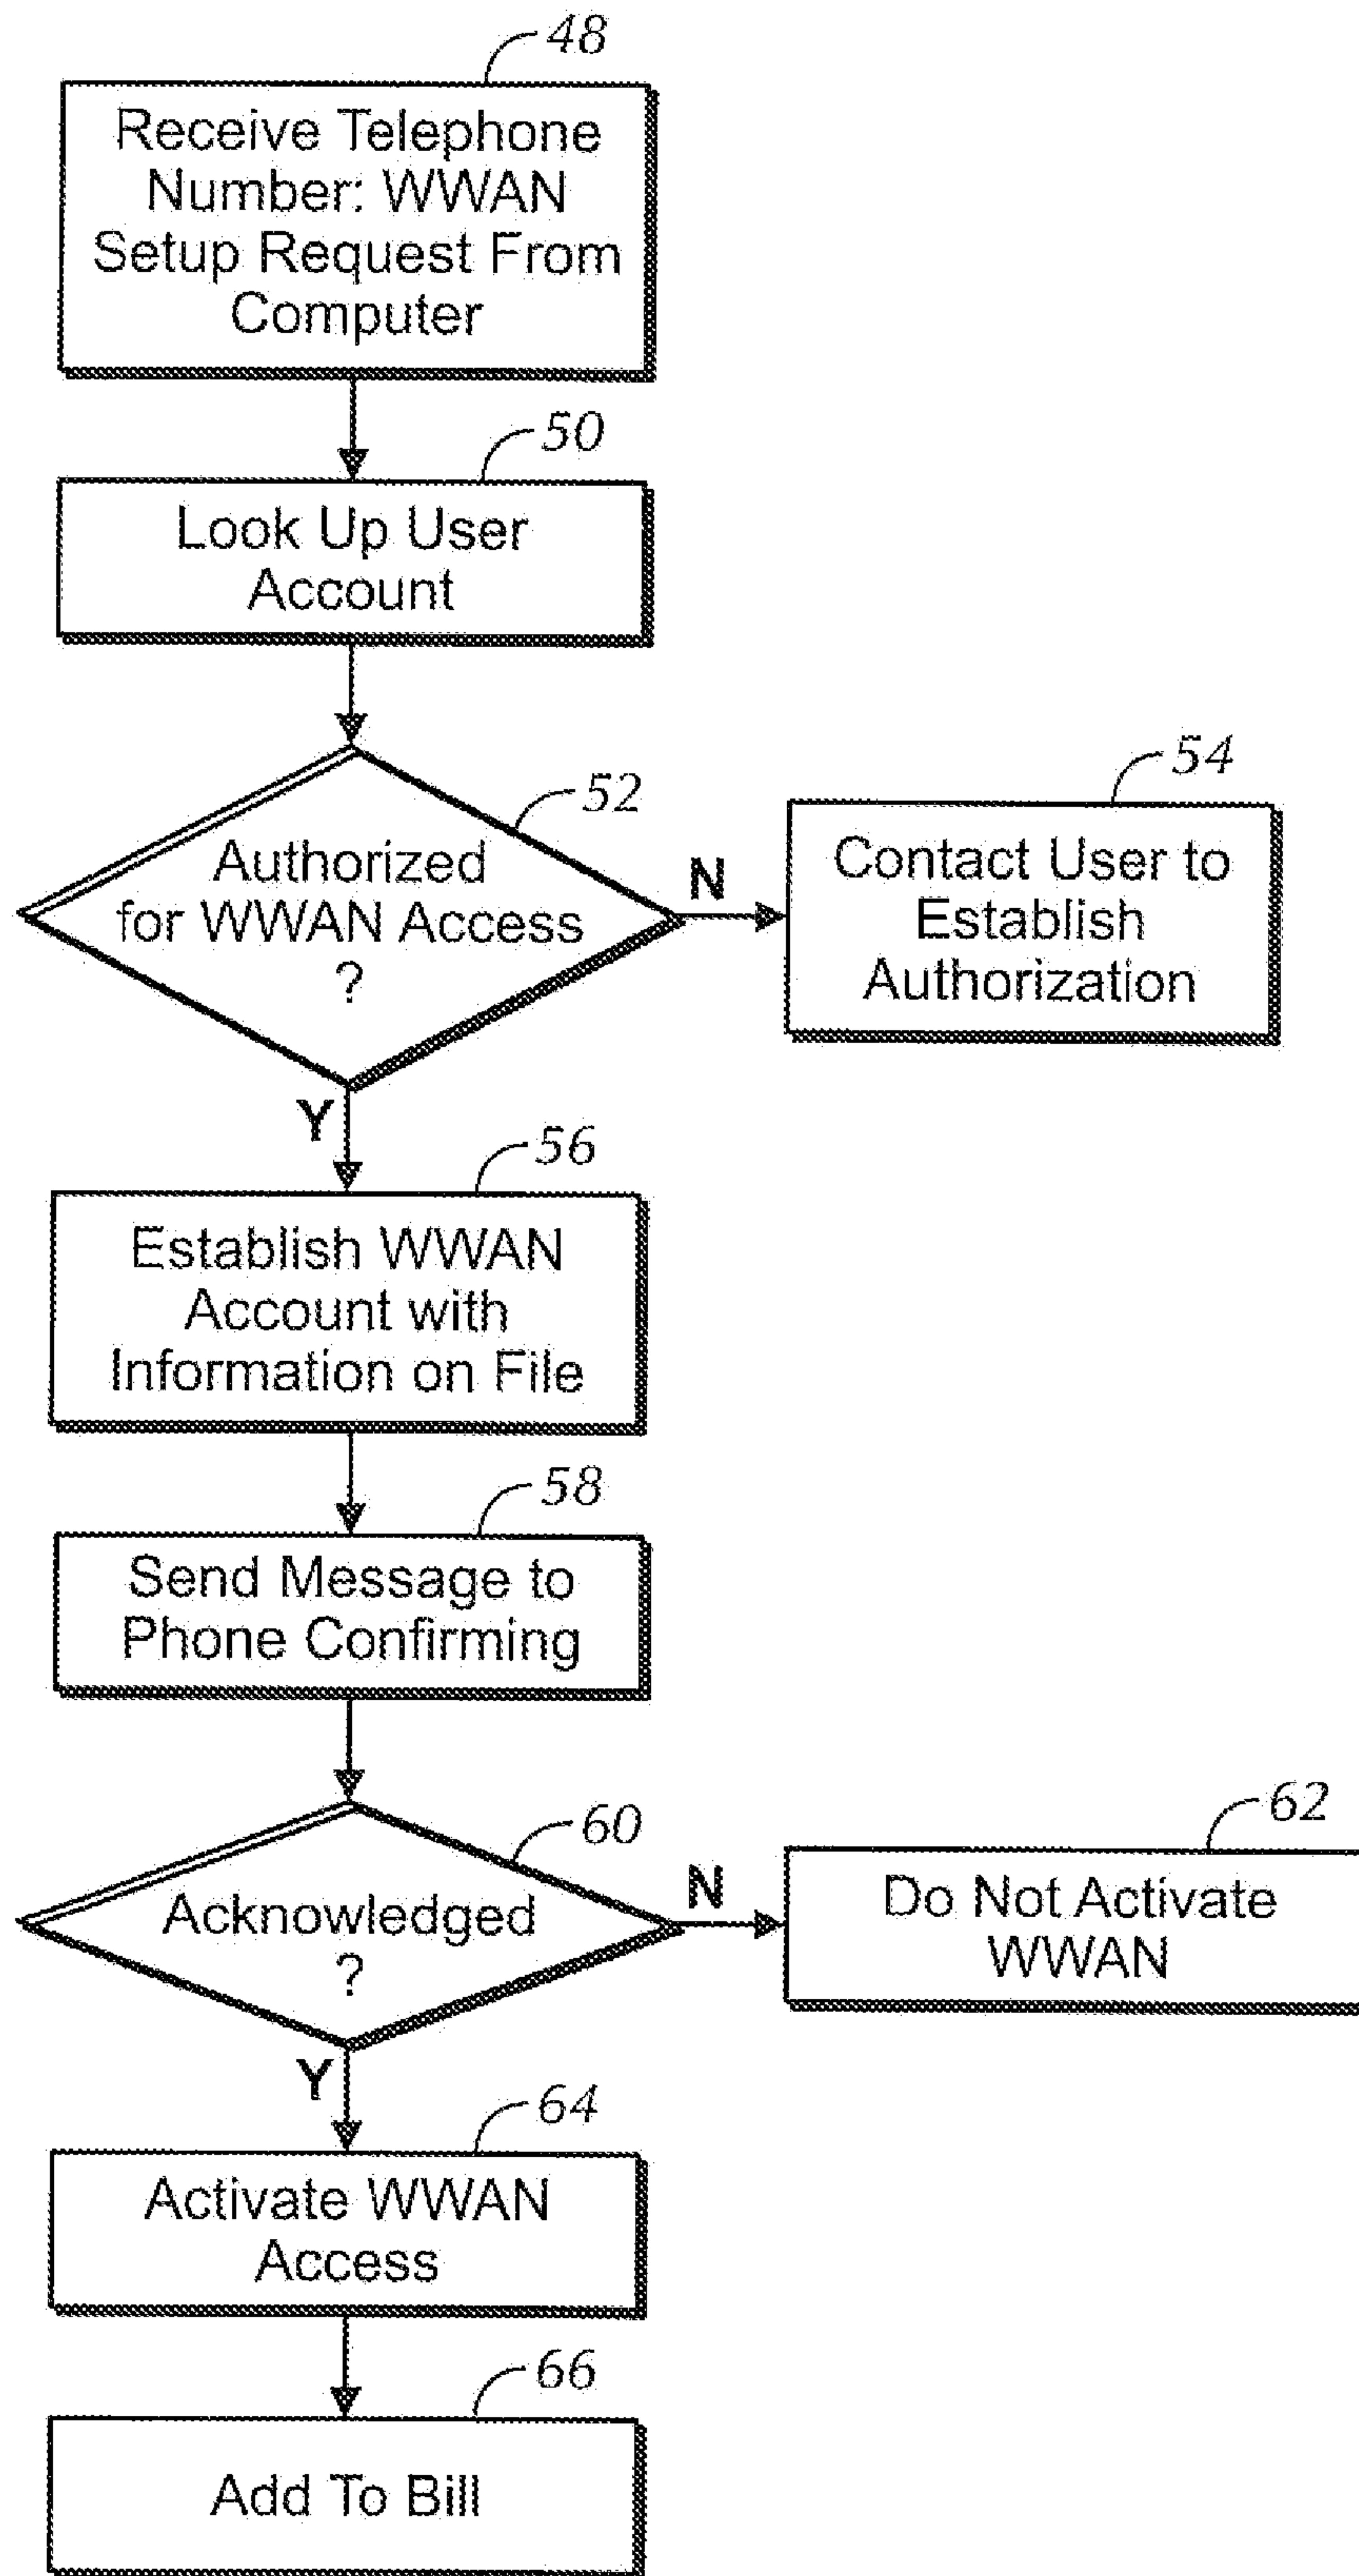 48
Receive Telephone
Number: WWAN
Setup Request From
Computer
50
Look Up User
Account
52
Authorized
for WWAN Access
?
N
54
Contact User to
Establish
Authorization
Y
56
Establish WWAN
Account with
Information on File
58
Send Message to
Phone Confirming
60
Acknowledged
?
N
62
Do Not Activate
WWAN
Y
64
Activate WWAN
Access
66
Add To Bill